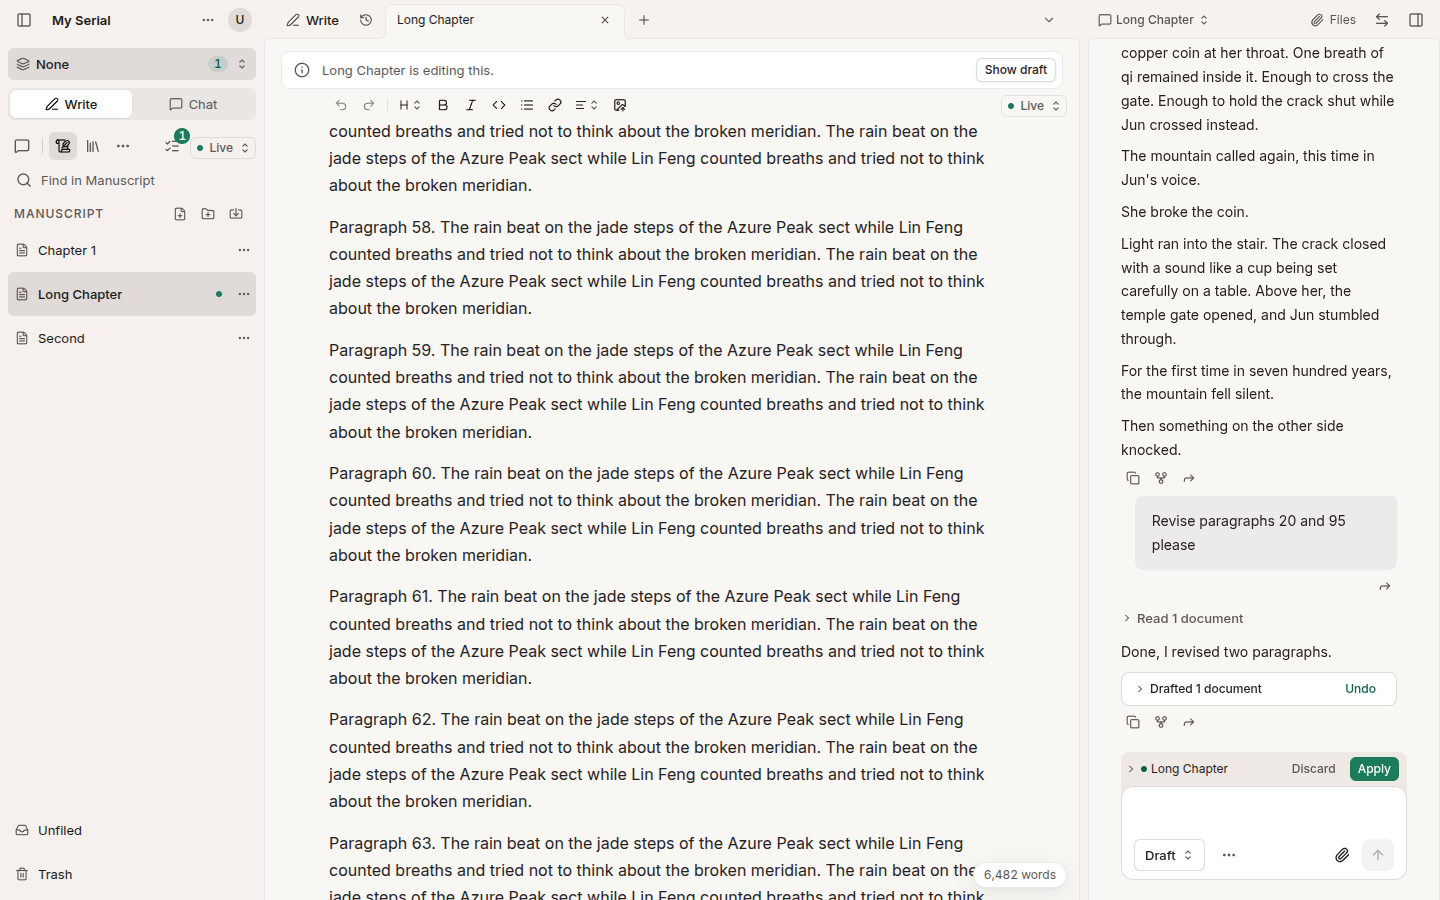 My Serial
U
None
1
Write
Chat
1
Live
Find in Manuscript
MANUSCRIPT
Chapter 1
Long Chapter
Second
Unfiled
Trash
Write
Long Chapter
Long Chapter is editing this.
Show draft
H
B
I
Live
counted breaths and tried not to think about the broken meridian. The rain beat on the
jade steps of the Azure Peak sect while Lin Feng counted breaths and tried not to think
about the broken meridian.
Paragraph 58. The rain beat on the jade steps of the Azure Peak sect while Lin Feng
counted breaths and tried not to think about the broken meridian. The rain beat on the
jade steps of the Azure Peak sect while Lin Feng counted breaths and tried not to think
about the broken meridian.
Paragraph 59. The rain beat on the jade steps of the Azure Peak sect while Lin Feng
counted breaths and tried not to think about the broken meridian. The rain beat on the
jade steps of the Azure Peak sect while Lin Feng counted breaths and tried not to think
about the broken meridian.
Paragraph 60. The rain beat on the jade steps of the Azure Peak sect while Lin Feng
counted breaths and tried not to think about the broken meridian. The rain beat on the
jade steps of the Azure Peak sect while Lin Feng counted breaths and tried not to think
about the broken meridian.
Paragraph 61. The rain beat on the jade steps of the Azure Peak sect while Lin Feng
counted breaths and tried not to think about the broken meridian. The rain beat on the
jade steps of the Azure Peak sect while Lin Feng counted breaths and tried not to think
about the broken meridian.
Paragraph 62. The rain beat on the jade steps of the Azure Peak sect while Lin Feng
counted breaths and tried not to think about the broken meridian. The rain beat on the
jade steps of the Azure Peak sect while Lin Feng counted breaths and tried not to think
about the broken meridian.
Paragraph 63. The rain beat on the jade steps of the Azure Peak sect while Lin Feng
counted breaths and tried not to think about the broken meridian. The rain beat on the
jade steps of the Azure Peak sect while Lin Feng counted breaths and tried not to think
6,482 words
Long Chapter
Files
copper coin at her throat. One breath of
qi remained inside it. Enough to cross the
gate. Enough to hold the crack shut while
Jun crossed instead.
The mountain called again, this time in
Jun's voice.
She broke the coin.
Light ran into the stair. The crack closed
with a sound like a cup being set
carefully on a table. Above her, the
temple gate opened, and Jun stumbled
through.
For the first time in seven hundred years,
the mountain fell silent.
Then something on the other side
knocked.
Revise paragraphs 20 and 95
please
Read 1 document
Done, I revised two paragraphs.
Drafted 1 document
Undo
Long Chapter
Discard
Apply
Draft